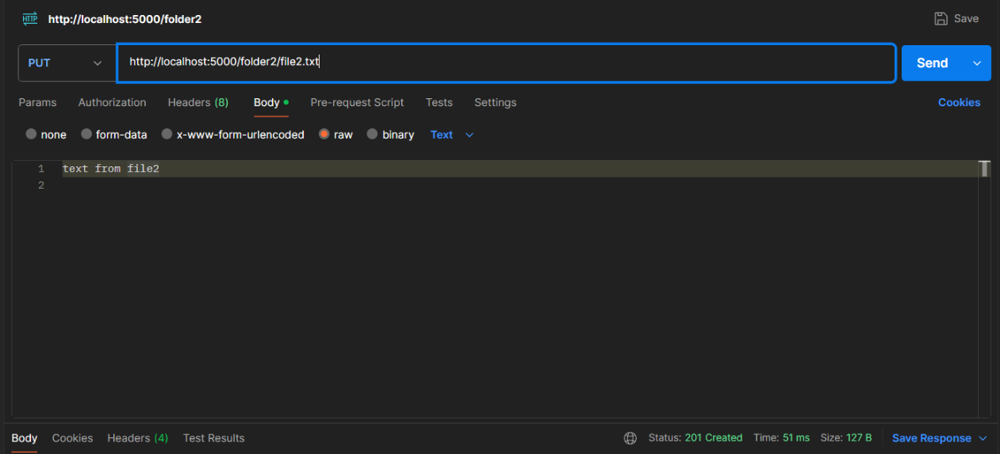 HTTP http://localhost:5000/folder2 Save
PUT http://localhost:5000/folder2/file2.txt Send
Params Authorization Headers (8) Body Pre-request Script Tests Settings Cookies
none form-data x-www-form-urlencoded raw binary Text
1 text from file2
2
Body Cookies Headers (4) Test Results Status: 201 Created Time: 51 ms Size: 127 B Save Response